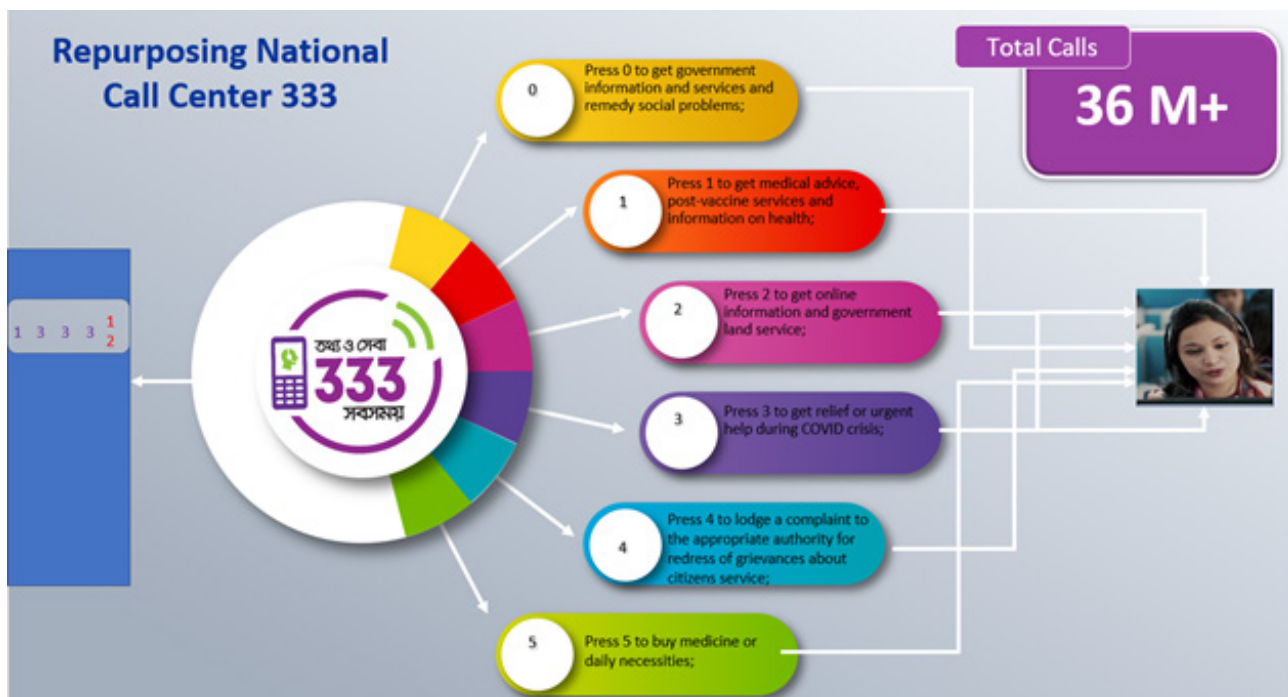 Repurposing National
Call Center 333
Total Calls
36 M+
0
Press 0 to get government
information and services and
remedy social problems;
1
Press 1 to get medical advice,
post-vaccine services and
information on health;
2
Press 2 to get online
information and government
land service;
3
Press 3 to get relief or urgent
help during COVID crisis;
4
Press 4 to lodge a complaint to
the appropriate authority for
redress of grievances about
citizens service;
5
Press 5 to buy medicine or
daily necessities;
তথ্য ও সেবা
333
সবসময়
1 3 3 3 1
2